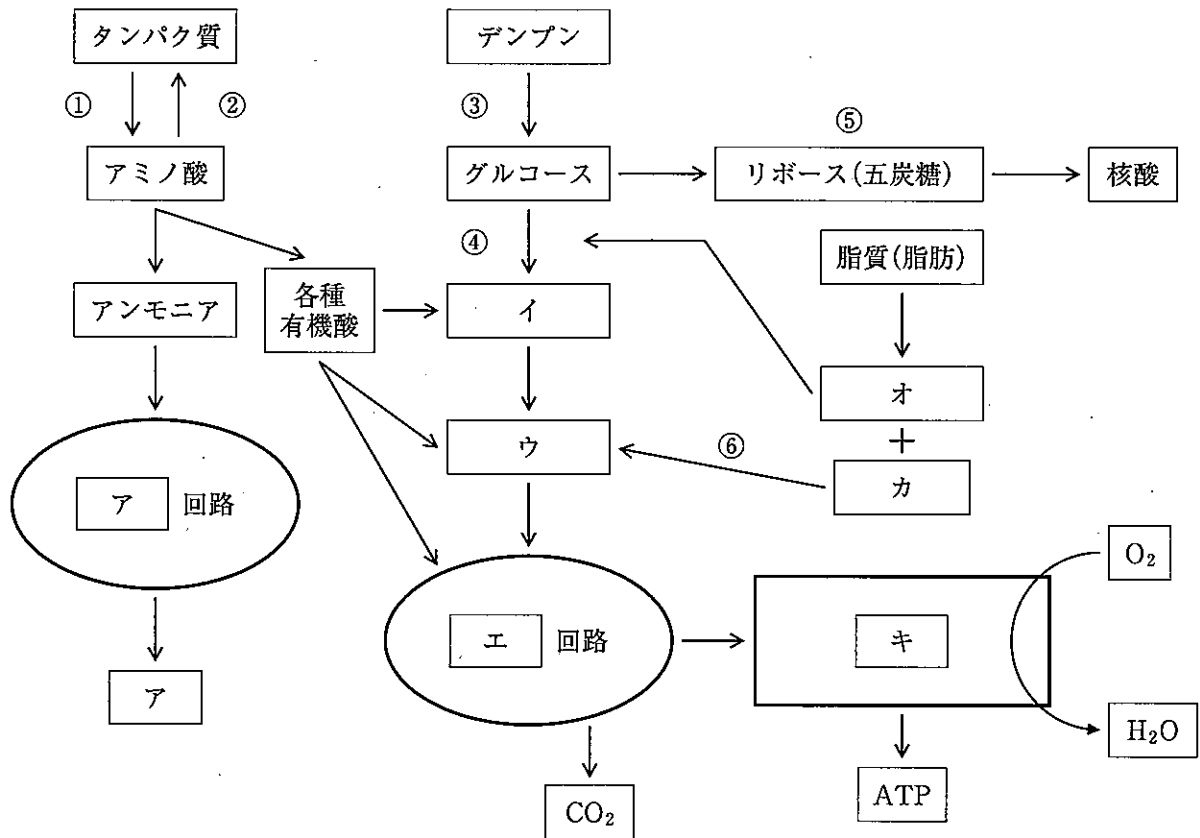 タンパク質
デンプン
①
②
③
⑤
アミノ酸
グルコース
リボース(五炭糖)
核酸
④
脂質(脂肪)
アンモニア
各種
有機酸
イ
オ
+
ウ
⑥
カ
ア 回路
O₂
エ 回路
キ
ア
H₂O
CO₂
ATP